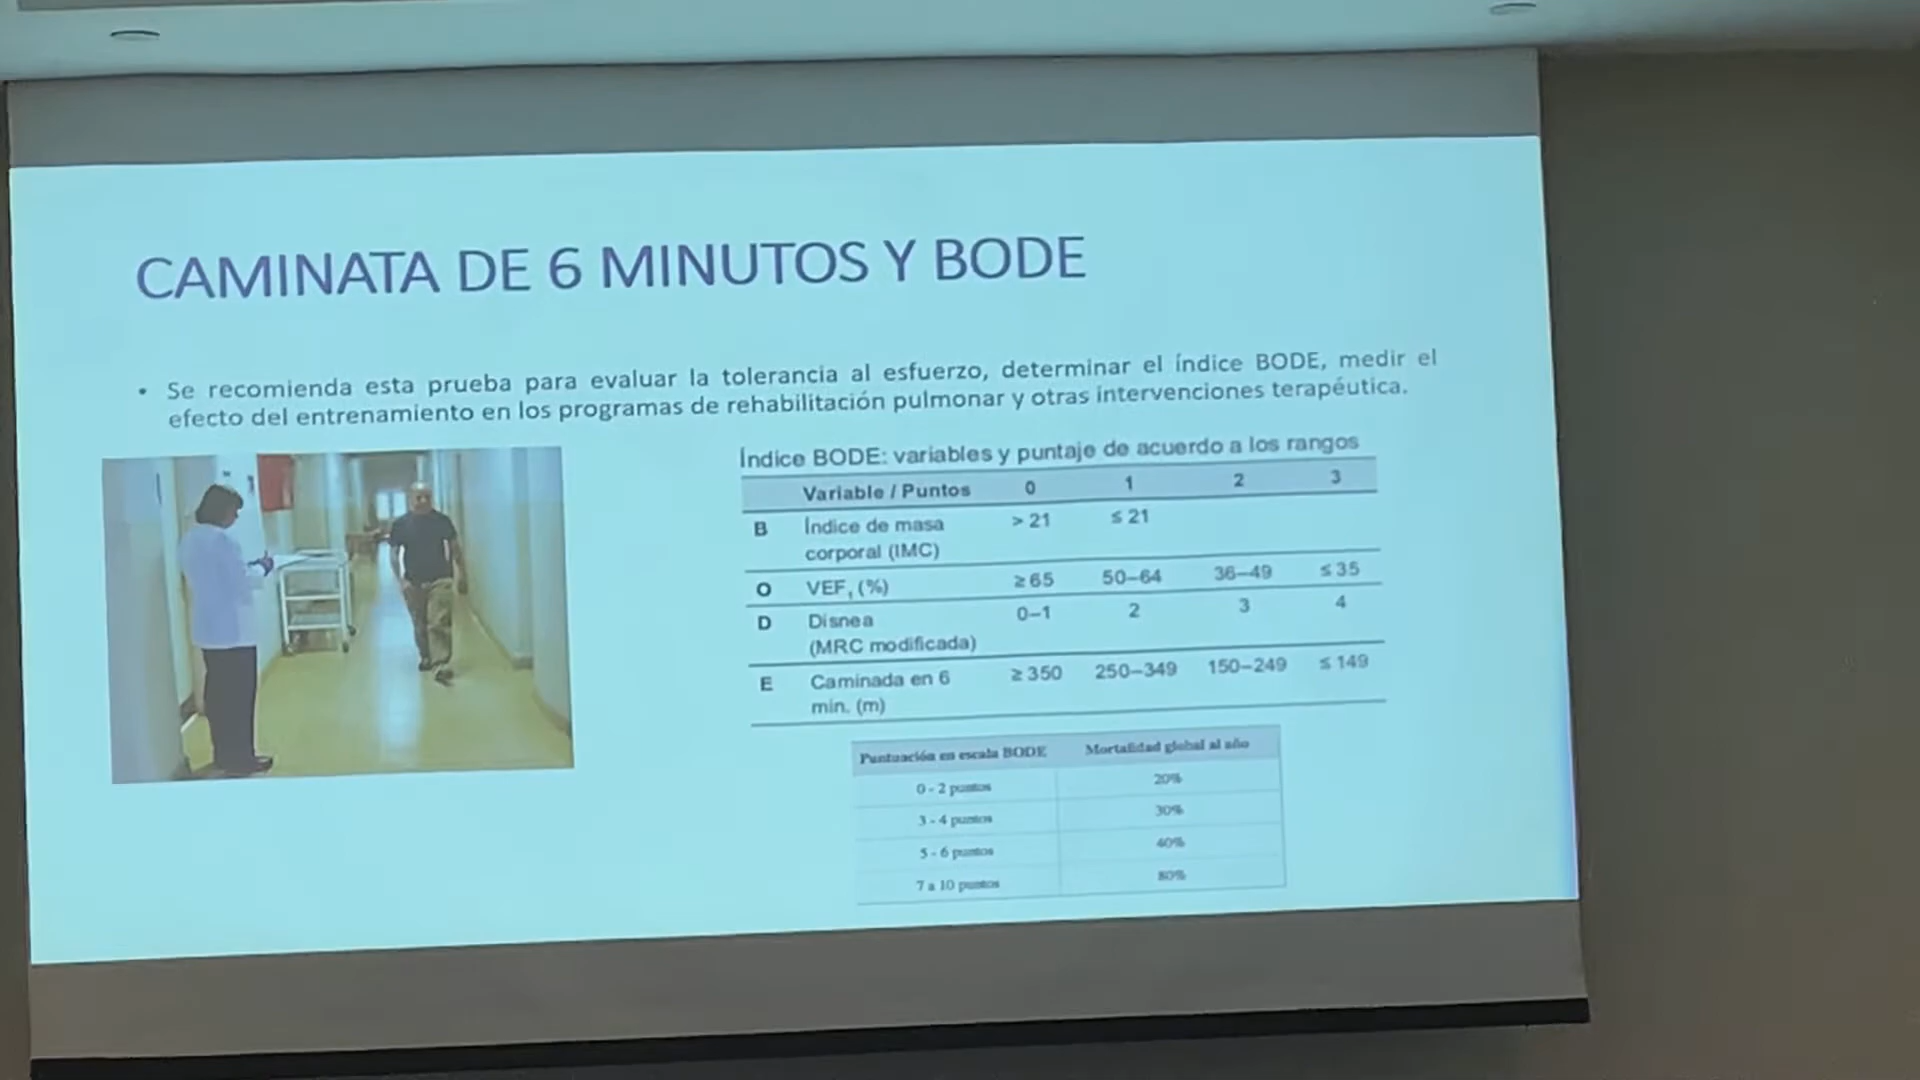 CAMINATA DE 6 MINUTOS Y BODE
• Se recomienda esta prueba para evaluar la tolerancia al esfuerzo, determinar el índice BODE, medir el
efecto del entrenamiento en los programas de rehabilitación pulmonar y otras intervenciones terapéutica.
Índice BODE: variables y puntaje de acuerdo a los rangos
Variable / Puntos 0 1 2 3
B Índice de masa > 21 ≤ 21
corporal (IMC)
O VEF₁ (%) ≥ 65 50–64 36–49 ≤ 35
D Disnea 0–1 2 3 4
(MRC modificada)
E Caminada en 6 ≥ 350 250–349 150–249 ≤ 149
min. (m)
Puntuación en escala BODE Mortalidad global al año
0 - 2 puntos 20%
3 - 4 puntos 30%
5 - 6 puntos 40%
7 a 10 puntos 80%